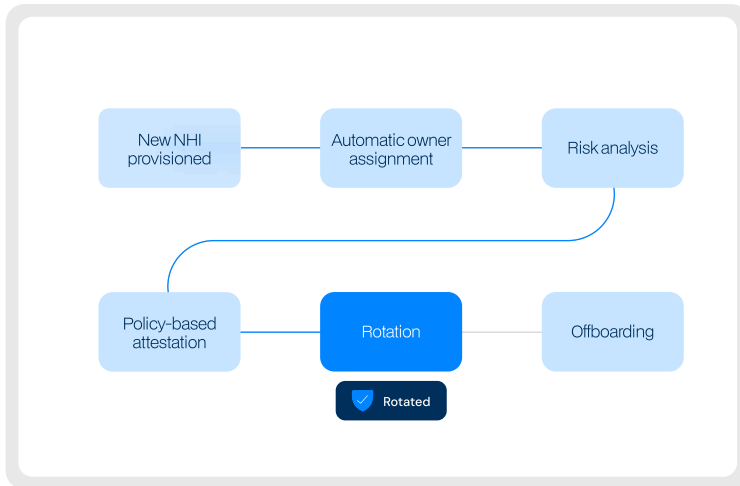 New NHI
provisioned
Automatic owner
assignment
Risk analysis
Policy-based
attestation
Rotation
Offboarding
Rotated